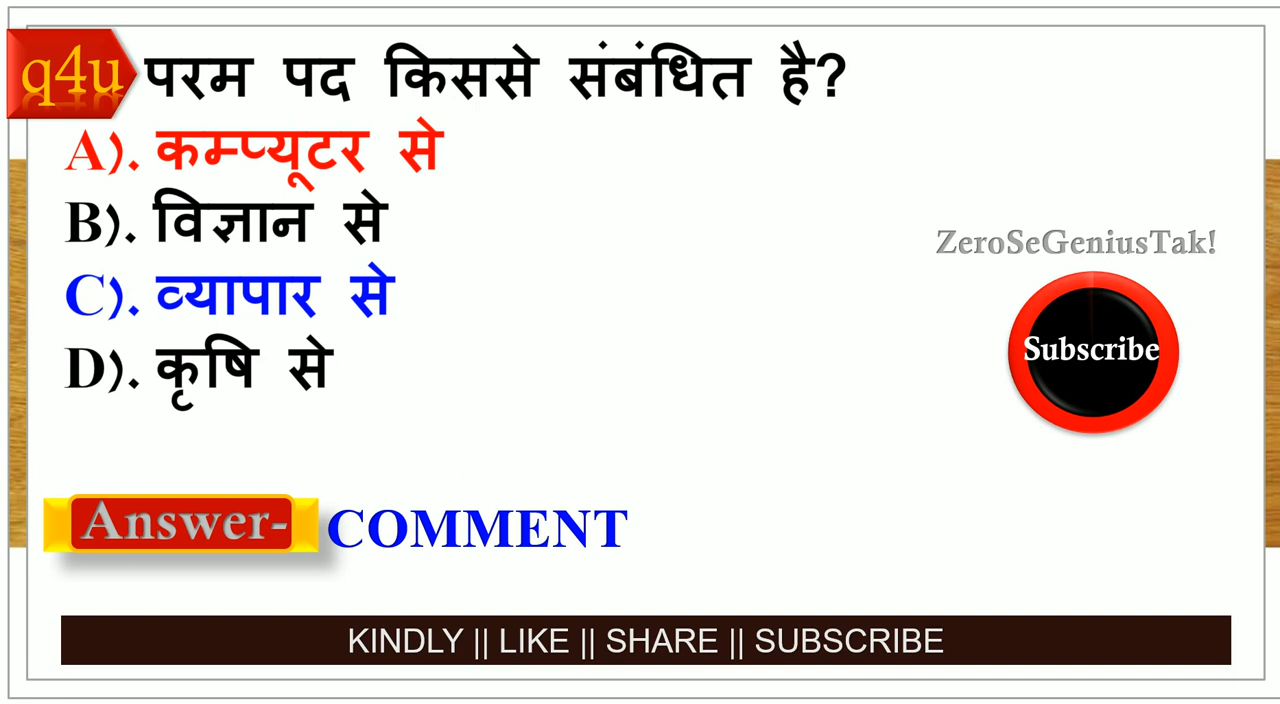 q4u परम पद किससे संबंधित है?
A). कम्प्यूटर से
B). विज्ञान से
C). व्यापार से
D). कृषि से
ZeroSeGeniusTak!
Subscribe
Answer- COMMENT
KINDLY || LIKE || SHARE || SUBSCRIBE